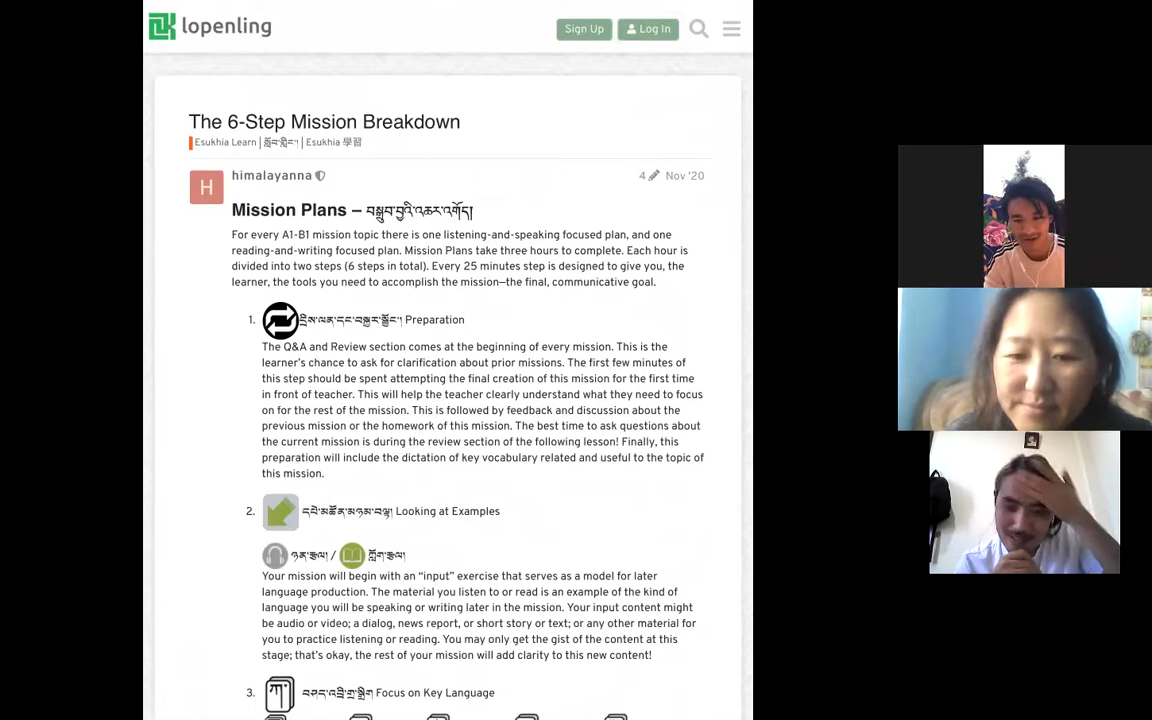 lopenling
Sign Up
Log In
The 6-Step Mission Breakdown
Esukhia Learn | སློབ་གླིང་། | Esukhia 學習
H
himalayanna
4
Nov '20
Mission Plans – བསྒྲུབ་བྱའི་འཆར་འགོད།
For every A1-B1 mission topic there is one listening-and-speaking focused plan, and one
reading-and-writing focused plan. Mission Plans take three hours to complete. Each hour is
divided into two steps (6 steps in total). Every 25 minutes step is designed to give you, the
learner, the tools you need to accomplish the mission—the final, communicative goal.
1. དྲིས་ལན་དང་བསྐྱར་སྦྱོང་། Preparation
The Q&A and Review section comes at the beginning of every mission. This is the
learner's chance to ask for clarification about prior missions. The first few minutes of
this step should be spent attempting the final creation of this mission for the first time
in front of teacher. This will help the teacher clearly understand what they need to focus
on for the rest of the mission. This is followed by feedback and discussion about the
previous mission or the homework of this mission. The best time to ask questions about
the current mission is during the review section of the following lesson! Finally, this
preparation will include the dictation of key vocabulary related and useful to the topic of
this mission.
2. དཔེ་མཚོན་མཉམ་བལྟ། Looking at Examples
ཉན་རྩལ། / ཀློག་རྩལ།
Your mission will begin with an “input” exercise that serves as a model for later
language production. The material you listen to or read is an example of the kind of
language you will be speaking or writing later in the mission. Your input content might
be audio or video; a dialog, news report, or short story or text; or any other material for
you to practice listening or reading. You may only get the gist of the content at this
stage; that's okay, the rest of your mission will add clarity to this new content!
3. Focus on Key Language